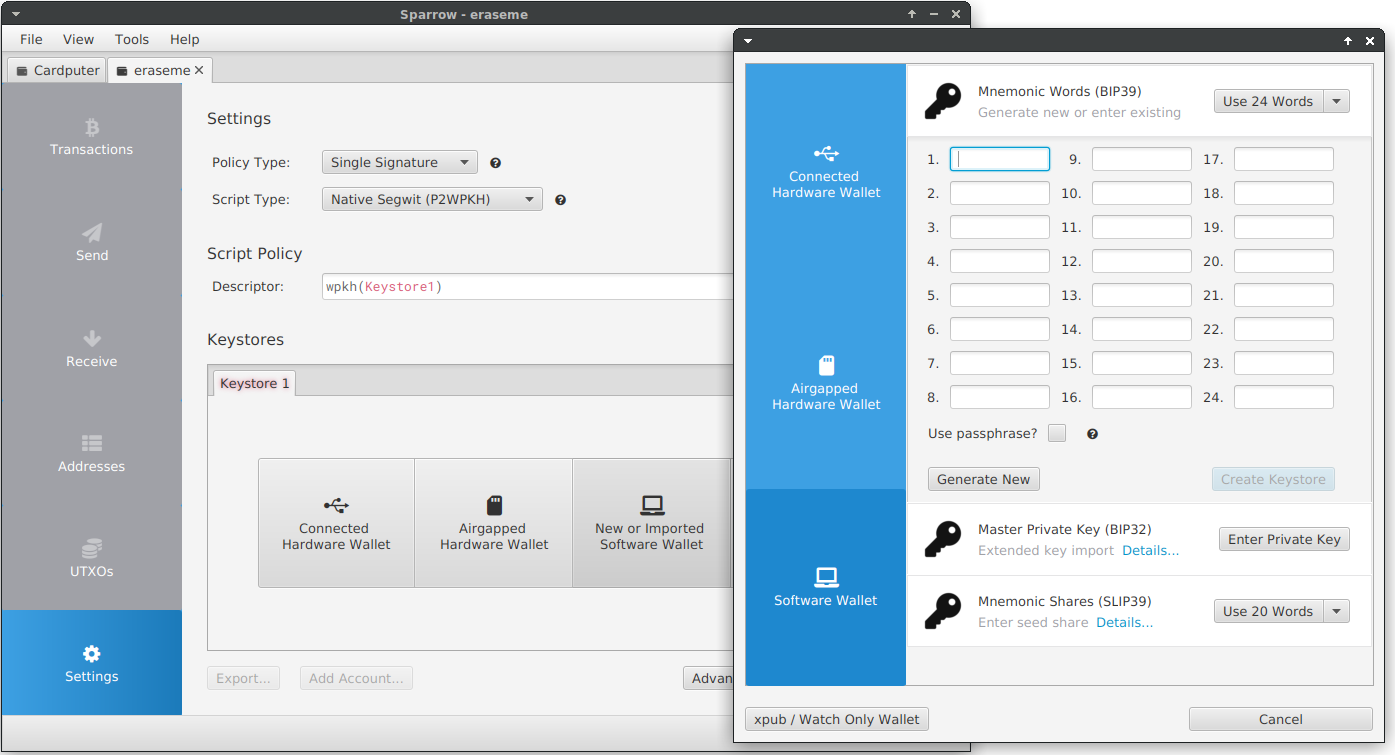 Sparrow - eraseme
File View Tools Help
Cardputer eraseme
Transactions
Send
Receive
Addresses
UTXOs
Settings
Settings
Policy Type: Single Signature
Script Type: Native Segwit (P2WPKH)
Script Policy
Descriptor: wpkh(Keystore1)
Keystores
Keystore 1
Connected
Hardware Wallet
Airgapped
Hardware Wallet
New or Imported
Software Wallet
Export... Add Account... Advan
Connected
Hardware Wallet
Airgapped
Hardware Wallet
Software Wallet
Mnemonic Words (BIP39)
Generate new or enter existing
Use 24 Words
1. 9. 17.
2. 10. 18.
3. 11. 19.
4. 12. 20.
5. 13. 21.
6. 14. 22.
7. 15. 23.
8. 16. 24.
Use passphrase?
Generate New Create Keystore
Master Private Key (BIP32)
Extended key import Details...
Enter Private Key
Mnemonic Shares (SLIP39)
Enter seed share Details...
Use 20 Words
xpub / Watch Only Wallet Cancel